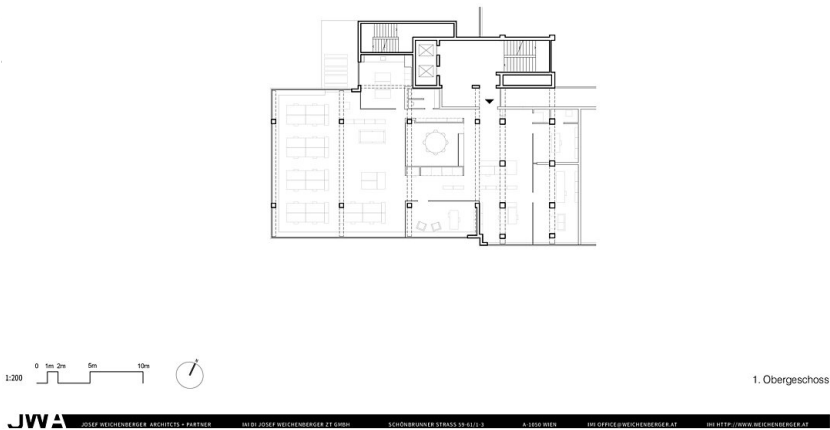 N
0 1m 2m 5m 10m
1:200
1. Obergeschoss
JWA JOSEF WEICHENBERGER ARCHITCTS + PARTNER IAI DI JOSEF WEICHENBERGER ZT GMBH SCHÖNBRUNNER STRASS 59-61/1-3 A-1050 WIEN IMI OFFICE@WEICHENBERGER.AT IHI HTTP://WWW.WEICHENBERGER.AT